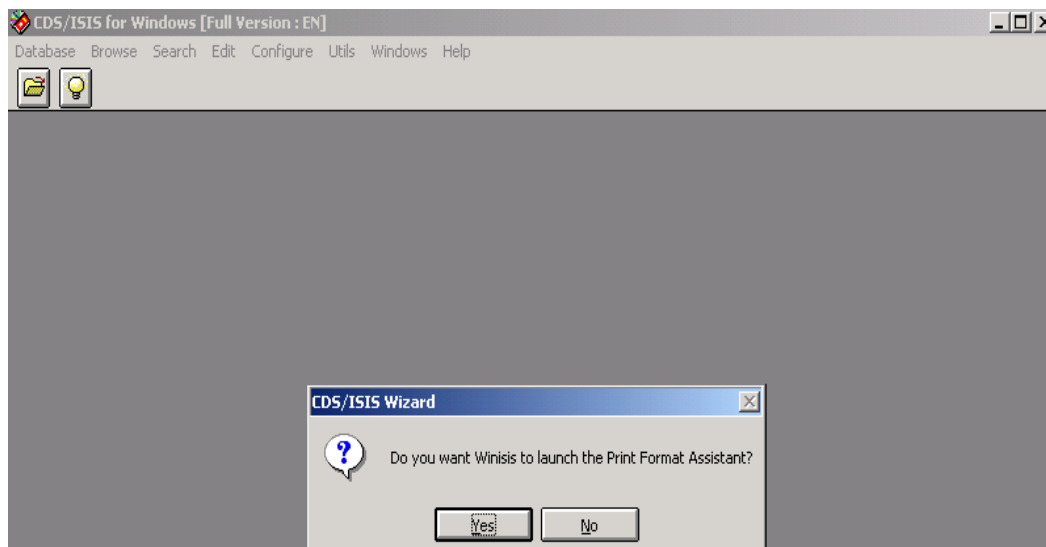 CDS/ISIS for Windows [Full Version : EN]
Database Browse Search Edit Configure Utils Windows Help
CDS/ISIS Wizard
Do you want Winisis to launch the Print Format Assistant?
Yes No